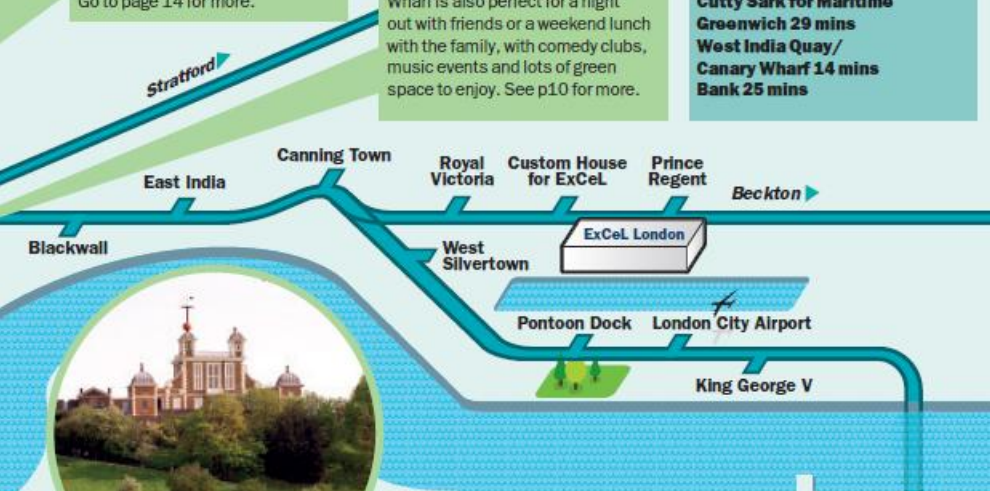 Go to page 14 for more.
Wharf is also perfect for a night
out with friends or a weekend lunch
with the family, with comedy clubs,
music events and lots of green
space to enjoy. See p10 for more.
Cutty Sark for Maritime
Greenwich 29 mins
West India Quay/
Canary Wharf 14 mins
Bank 25 mins
Stratford
Canning Town
East India
Royal
Victoria
Custom House
for ExCeL
Prince
Regent
Beckton
Blackwall
ExCeL London
West
Silvertown
Pontoon Dock
London City Airport
King George V